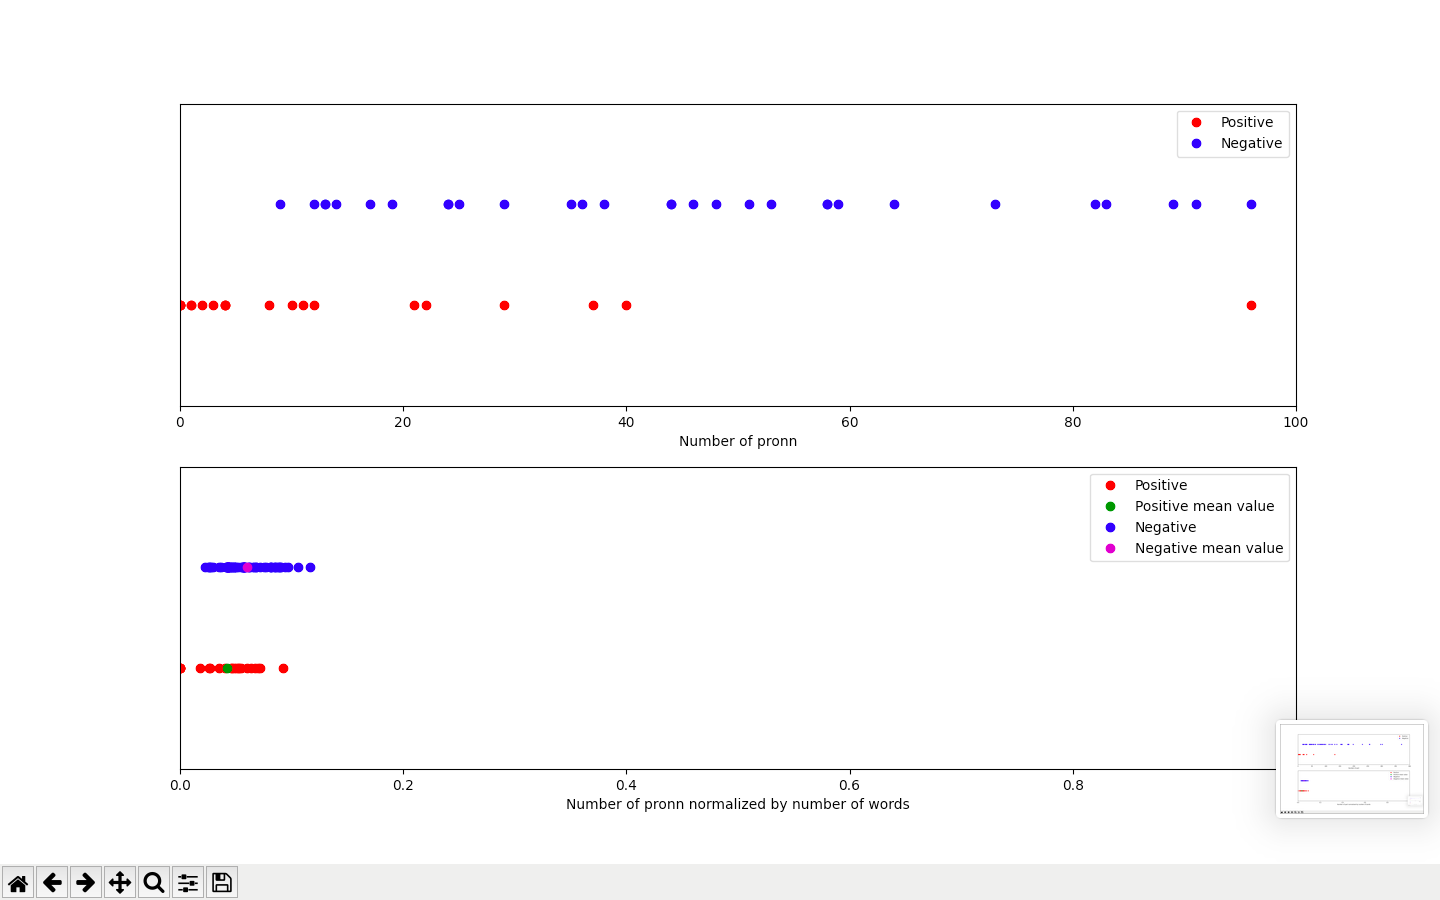 Positive
Negative
0 20 40 60 80 100
Number of pronn
Positive
Positive mean value
Negative
Negative mean value
0.0 0.2 0.4 0.6 0.8
Number of pronn normalized by number of words